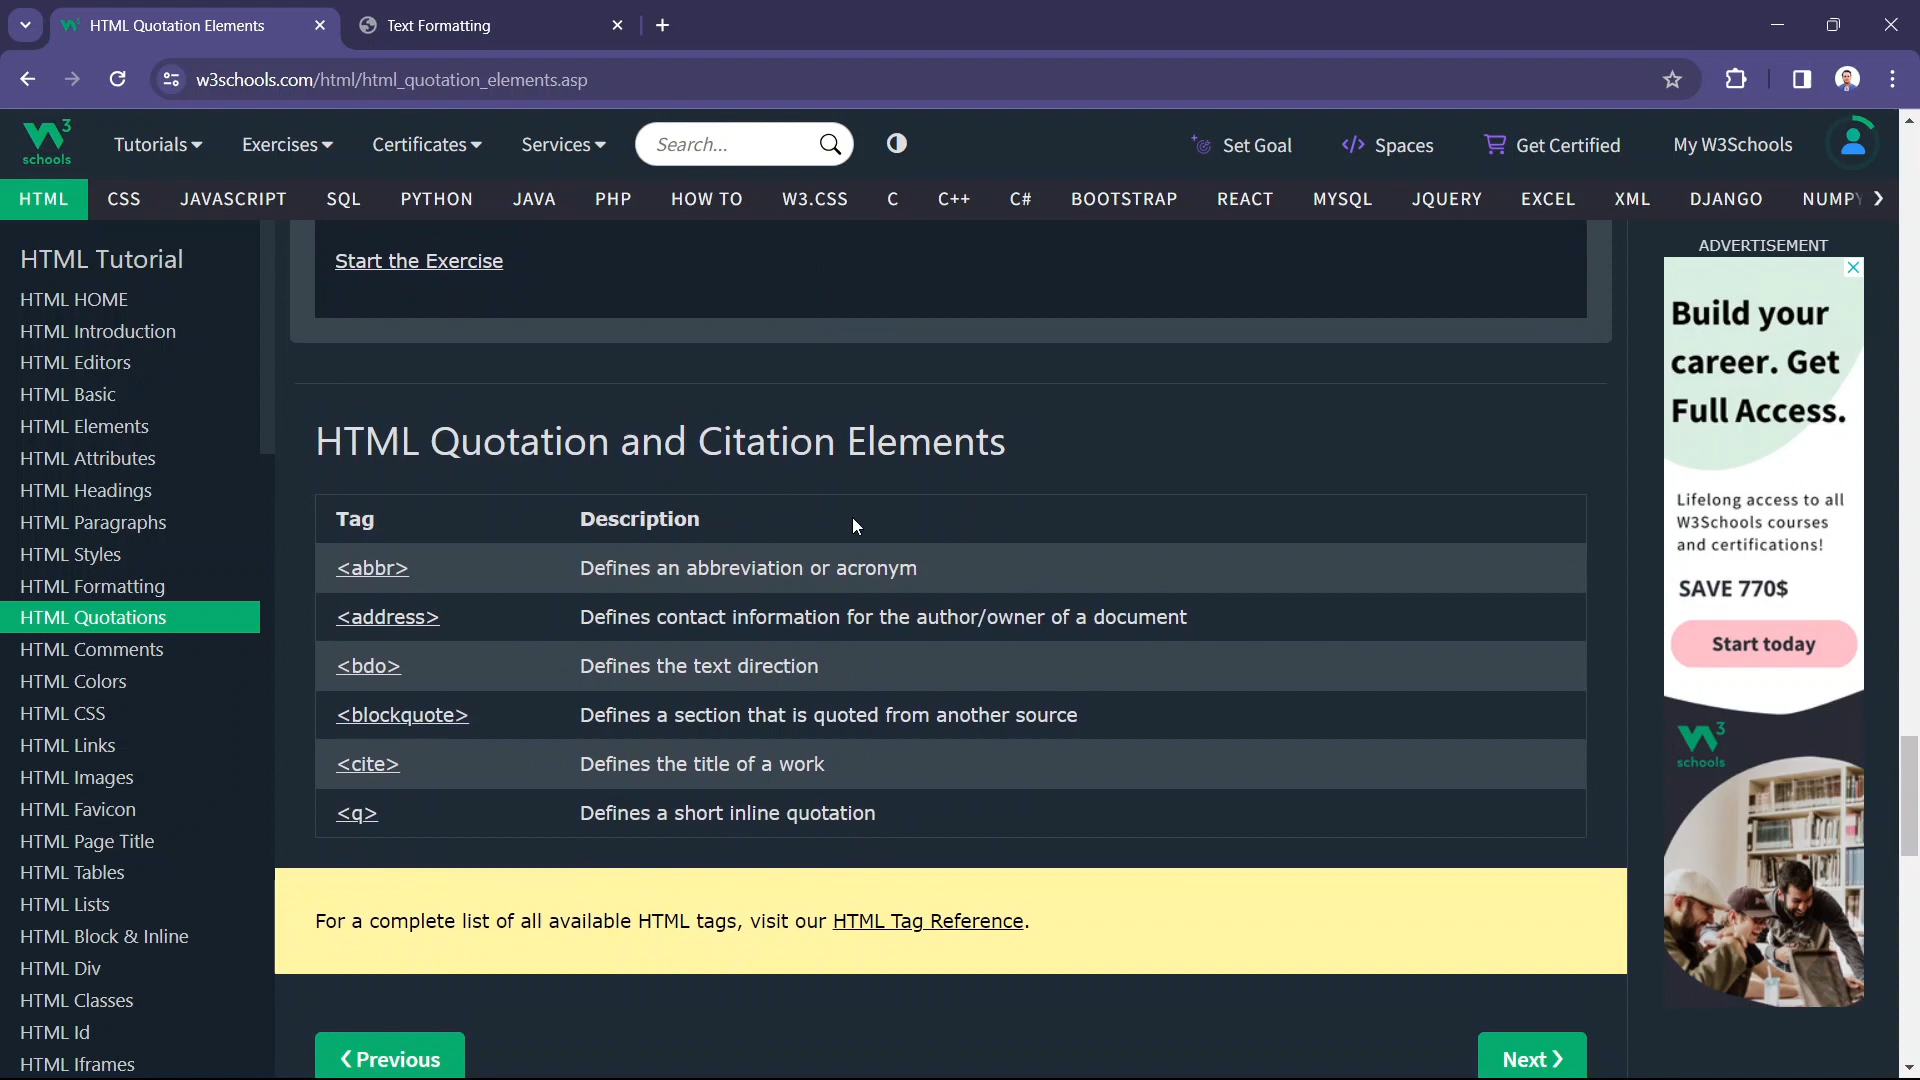 HTML Quotation Elements
Text Formatting
w3schools.com/html/html_quotation_elements.asp
W3 schools
Tutorials
Exercises
Certificates
Services
Search...
Set Goal
Spaces
Get Certified
My W3Schools
HTML CSS JAVASCRIPT SQL PYTHON JAVA PHP HOW TO W3.CSS C C++ C# BOOTSTRAP REACT MYSQL JQUERY EXCEL XML DJANGO NUMPY
HTML Tutorial
HTML HOME
HTML Introduction
HTML Editors
HTML Basic
HTML Elements
HTML Attributes
HTML Headings
HTML Paragraphs
HTML Styles
HTML Formatting
HTML Quotations
HTML Comments
HTML Colors
HTML CSS
HTML Links
HTML Images
HTML Favicon
HTML Page Title
HTML Tables
HTML Lists
HTML Block & Inline
HTML Div
HTML Classes
HTML Id
HTML Iframes
Start the Exercise
HTML Quotation and Citation Elements
Tag Description
<abbr> Defines an abbreviation or acronym
<address> Defines contact information for the author/owner of a document
<bdo> Defines the text direction
<blockquote> Defines a section that is quoted from another source
<cite> Defines the title of a work
<q> Defines a short inline quotation
For a complete list of all available HTML tags, visit our HTML Tag Reference.
❮ Previous
Next ❯
ADVERTISEMENT
Build your
career. Get
Full Access.
Lifelong access to all
W3Schools courses
and certifications!
SAVE 770$
Start today
W3 schools